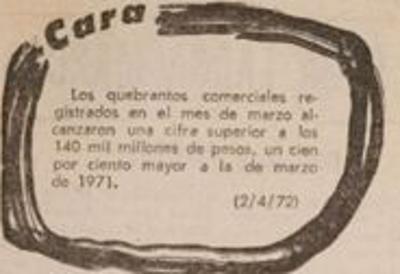 Cara
Los quebrantos comerciales re-
gistrados en el mes de marzo al-
canzaron una cifra superior a los
140 mil millones de pesos, un cien
por ciento mayor a la de marzo
de 1971.
(2/4/72)